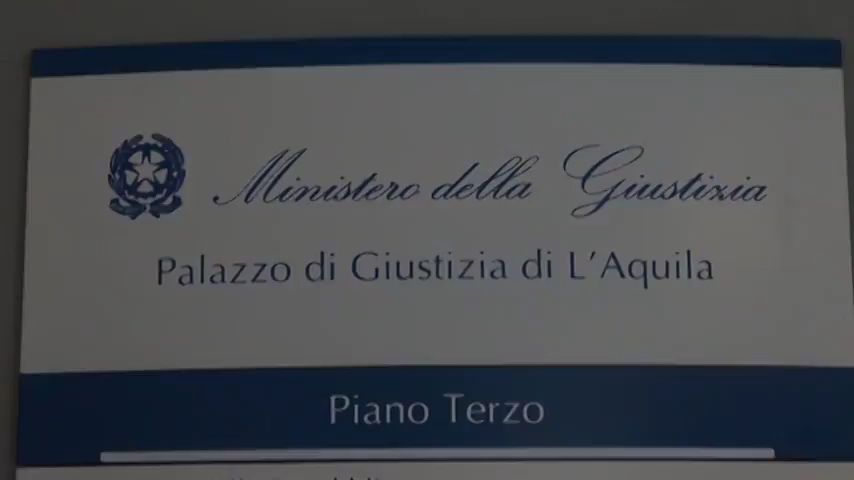 Ministero della Giustizia
Palazzo di Giustizia di L'Aquila
Piano Terzo